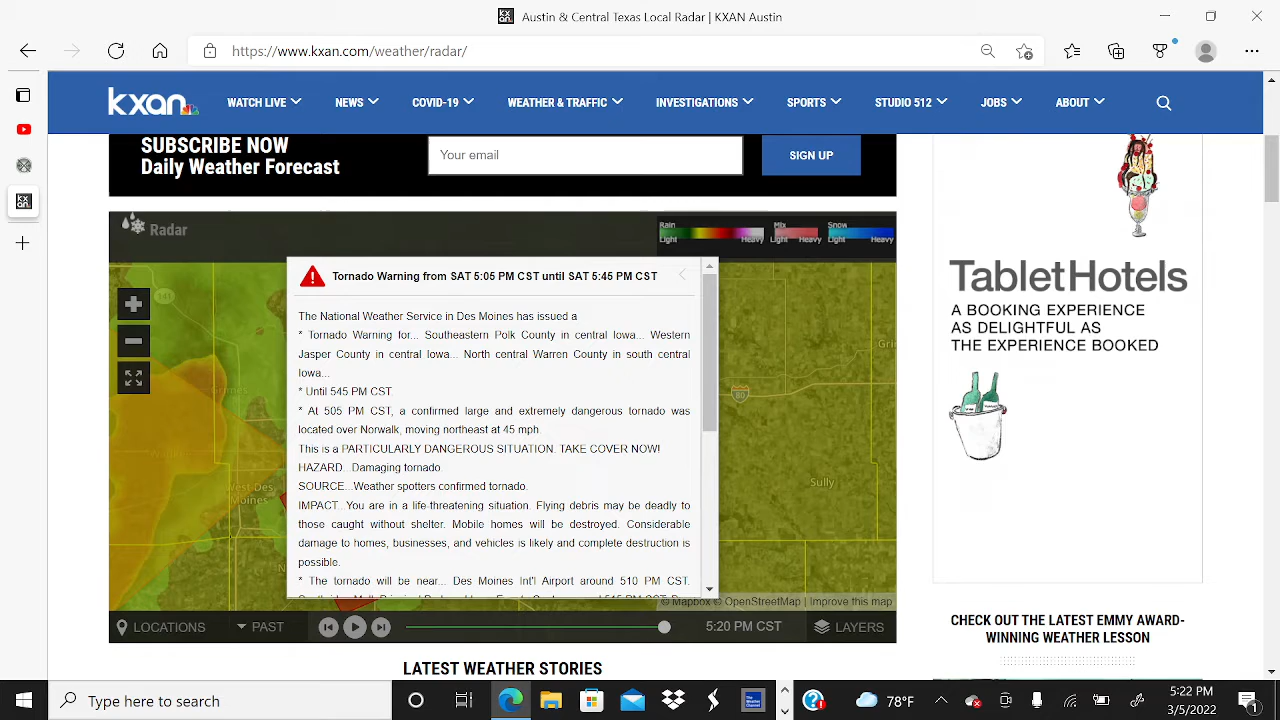 Austin & Central Texas Radar | KXAN Austin
https://www.kxan.com/weather/radar/
kxan
WATCH LIVE NEWS COVID-19 WEATHER & TRAFFIC INVESTIGATIONS SPORTS STUDIO 512 JOBS ABOUT
SUBSCRIBE NOW
Daily Weather Forecast
Your email
SIGN UP
Radar
Rain Mix Snow
Light Heavy Light Heavy Light Heavy
Tornado Warning from SAT 5:05 PM CST until SAT 5:45 PM CST
The National Weather Service in Des Moines has issued a
* Tornado Warning for... Southeastern Polk County in central Iowa... Western
Jasper County in central Iowa... North central Warren County in south central
Iowa...
* Until 545 PM CST.
* At 505 PM CST, a confirmed large and extremely dangerous tornado was
located over Norwalk, moving northeast at 45 mph.
This is a PARTICULARLY DANGEROUS SITUATION. TAKE COVER NOW!
HAZARD...Damaging tornado.
SOURCE...Weather spotters confirmed tornado.
IMPACT...You are in a life-threatening situation. Flying debris may be deadly to
those caught without shelter. Mobile homes will be destroyed. Considerable
damage to homes, businesses, and vehicles is likely and complete destruction is
possible.
* The tornado will be near... Des Moines Int'l Airport around 510 PM CST.
Grimes
West Des
Moines
80
Sully
© Mapbox © OpenStreetMap | Improve this map
LOCATIONS PAST 5:20 PM CST LAYERS
LATEST WEATHER STORIES
TabletHotels
A BOOKING EXPERIENCE
AS DELIGHTFUL AS
THE EXPERIENCE BOOKED
CHECK OUT THE LATEST EMMY AWARD-
WINNING WEATHER LESSON
Type here to search
78°F
5:22 PM
3/5/2022